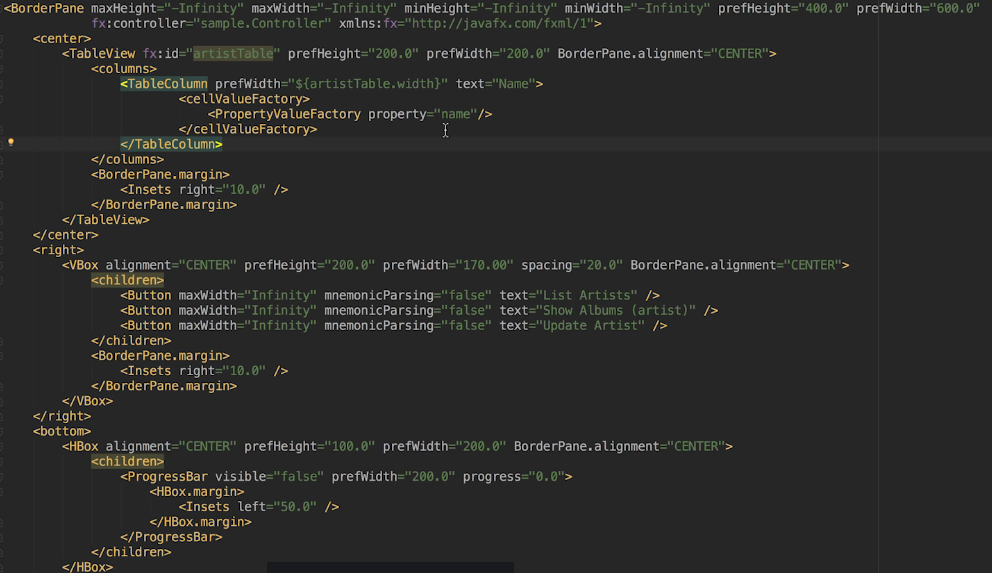 <BorderPane maxHeight="-Infinity" maxWidth="-Infinity" minHeight="-Infinity" minWidth="-Infinity" prefHeight="400.0" prefWidth="600.0"
fx:controller="sample.Controller" xmlns:fx="http://javafx.com/fxml/1">
<center>
<TableView fx:id="artistTable" prefHeight="200.0" prefWidth="200.0" BorderPane.alignment="CENTER">
<columns>
<TableColumn prefWidth="${artistTable.width}" text="Name">
<cellValueFactory>
<PropertyValueFactory property="name"/>
</cellValueFactory>
</TableColumn>
</columns>
<BorderPane.margin>
<Insets right="10.0" />
</BorderPane.margin>
</TableView>
</center>
<right>
<VBox alignment="CENTER" prefHeight="200.0" prefWidth="170.00" spacing="20.0" BorderPane.alignment="CENTER">
<children>
<Button maxWidth="Infinity" mnemonicParsing="false" text="List Artists" />
<Button maxWidth="Infinity" mnemonicParsing="false" text="Show Albums (artist)" />
<Button maxWidth="Infinity" mnemonicParsing="false" text="Update Artist" />
</children>
<BorderPane.margin>
<Insets right="10.0" />
</BorderPane.margin>
</VBox>
</right>
<bottom>
<HBox alignment="CENTER" prefHeight="100.0" prefWidth="200.0" BorderPane.alignment="CENTER">
<children>
<ProgressBar visible="false" prefWidth="200.0" progress="0.0">
<HBox.margin>
<Insets left="50.0" />
</HBox.margin>
</ProgressBar>
</children>
</HBox>